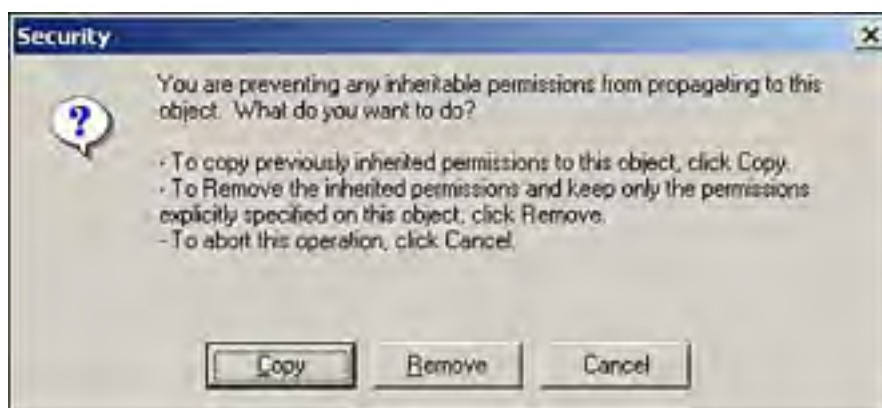 Security
You are preventing any inheritable permissions from propagating to this
object. What do you want to do?
- To copy previously inherited permissions to this object, click Copy.
- To Remove the inherited permissions and keep only the permissions
explicitly specified on this object, click Remove.
- To abort this operation, click Cancel.
Copy Remove Cancel